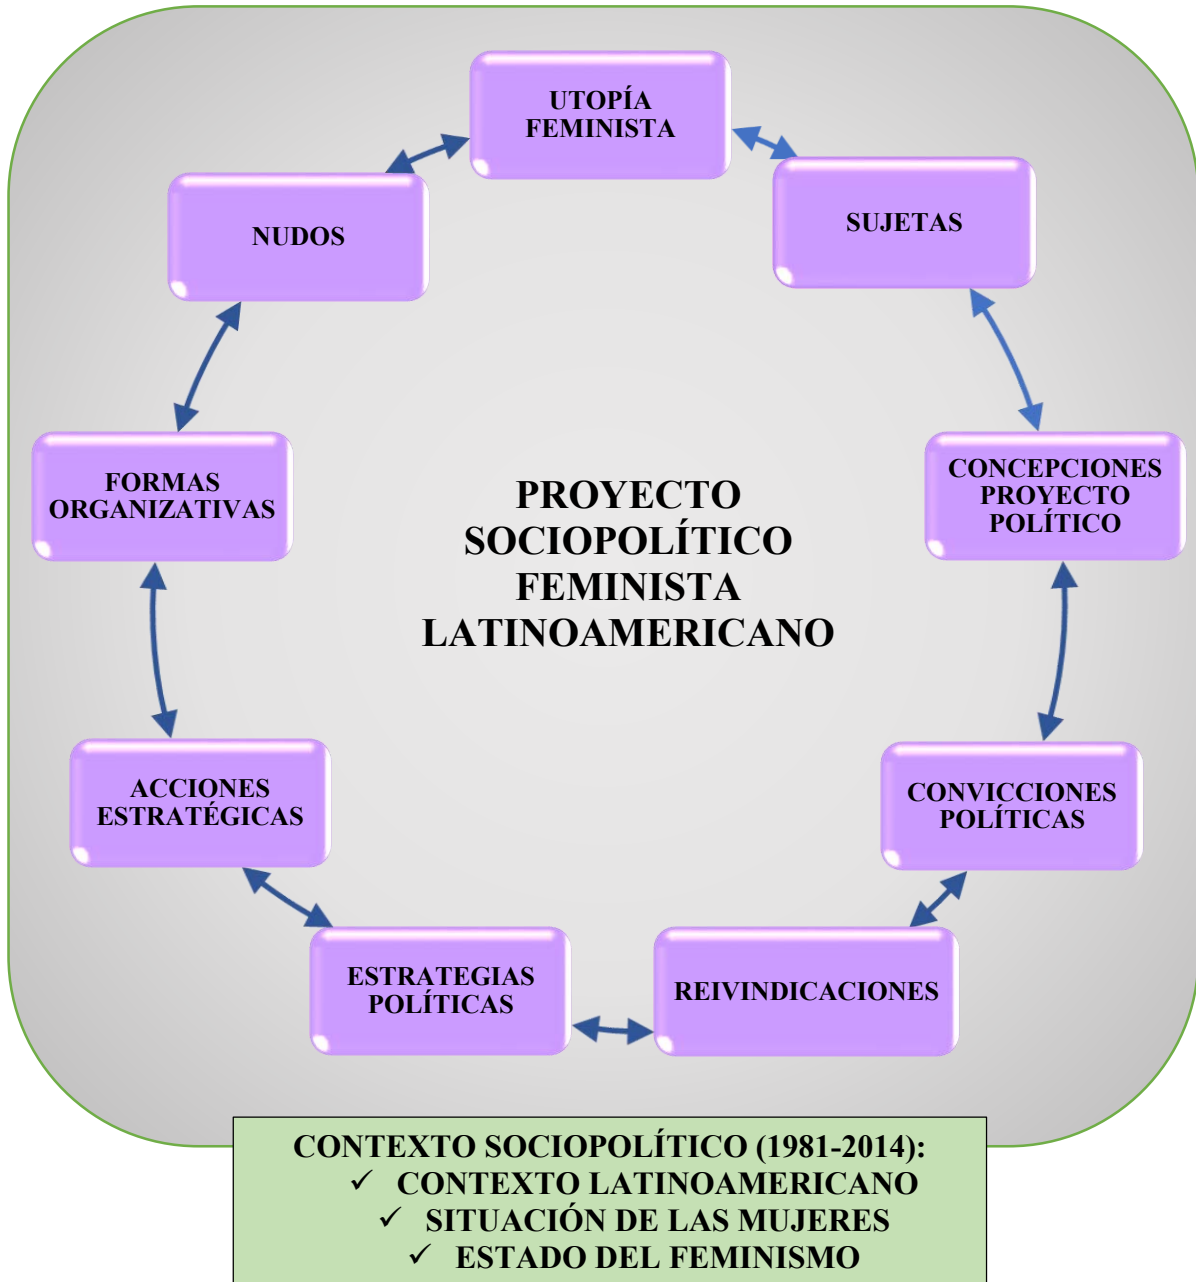 UTOPÍA
FEMINISTA
SUJETAS
NUDOS
CONCEPCIONES
PROYECTO
POLÍTICO
FORMAS
ORGANIZATIVAS
PROYECTO
SOCIOPOLÍTICO
FEMINISTA
LATINOAMERICANO
CONVICCIONES
POLÍTICAS
ACCIONES
ESTRATÉGICAS
REIVINDICACIONES
ESTRATEGIAS
POLÍTICAS
CONTEXTO SOCIOPOLÍTICO (1981-2014):
✓ CONTEXTO LATINOAMERICANO
✓ SITUACIÓN DE LAS MUJERES
✓ ESTADO DEL FEMINISMO